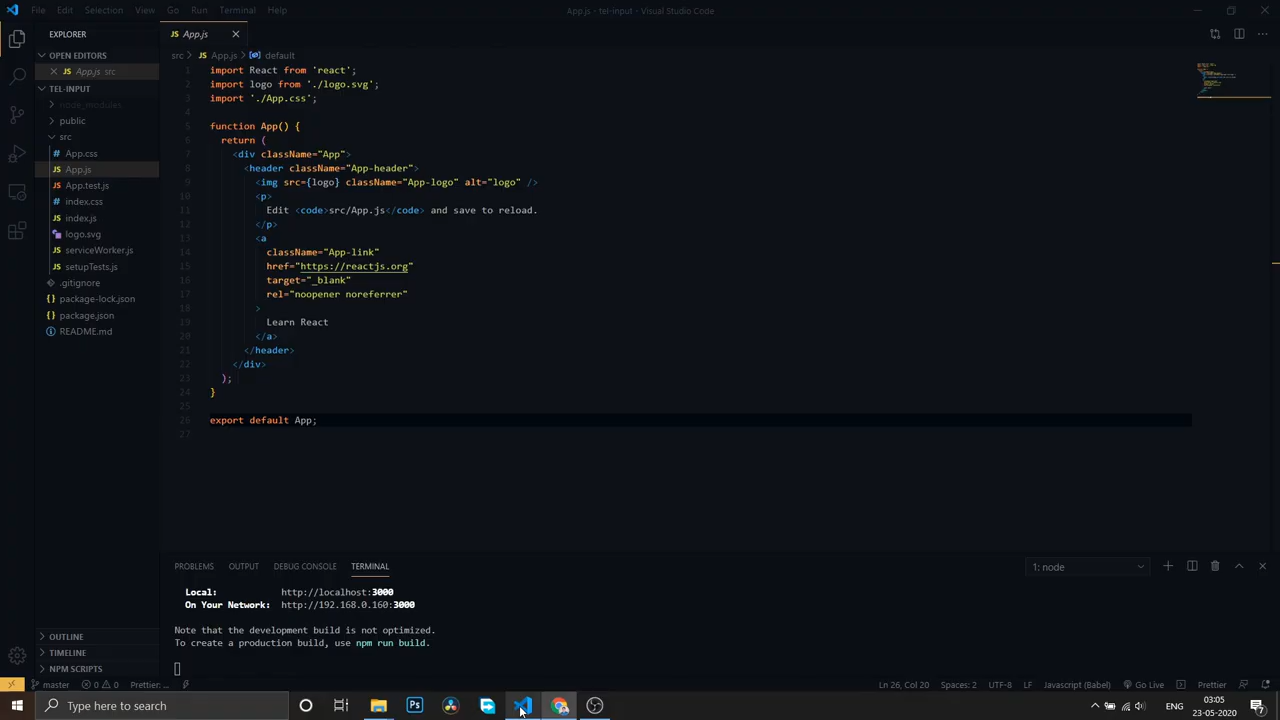 File Edit Selection View Go Run Terminal Help
App.js - tel-input - Visual Studio Code
EXPLORER
OPEN EDITORS
JS App.js src
TEL-INPUT
node_modules
public
src
# App.css
JS App.js
App.test.js
# index.css
JS index.js
logo.svg
JS serviceWorker.js
JS setupTests.js
.gitignore
{} package-lock.json
{} package.json
README.md
OUTLINE
TIMELINE
NPM SCRIPTS
JS App.js
src > JS App.js > default
1 import React from 'react';
2 import logo from './logo.svg';
3 import './App.css';
4
5 function App() {
6 return (
7 <div className="App">
8 <header className="App-header">
9 <img src={logo} className="App-logo" alt="logo" />
10 <p>
11 Edit <code>src/App.js</code> and save to reload.
12 </p>
13 <a
14 className="App-link"
15 href="https://reactjs.org"
16 target="_blank"
17 rel="noopener noreferrer"
18 >
19 Learn React
20 </a>
21 </header>
22 </div>
23 );
24 }
25
26 export default App;
27
PROBLEMS OUTPUT DEBUG CONSOLE TERMINAL
1: node
Local: http://localhost:3000
On Your Network: http://192.168.0.160:3000
Note that the development build is not optimized.
To create a production build, use npm run build.
master 0 0 Prettier: ...
Ln 26, Col 20 Spaces: 2 UTF-8 LF Javascript (Babel) Go Live Prettier
Type here to search
Ps
ENG
03:05
23-05-2020
7